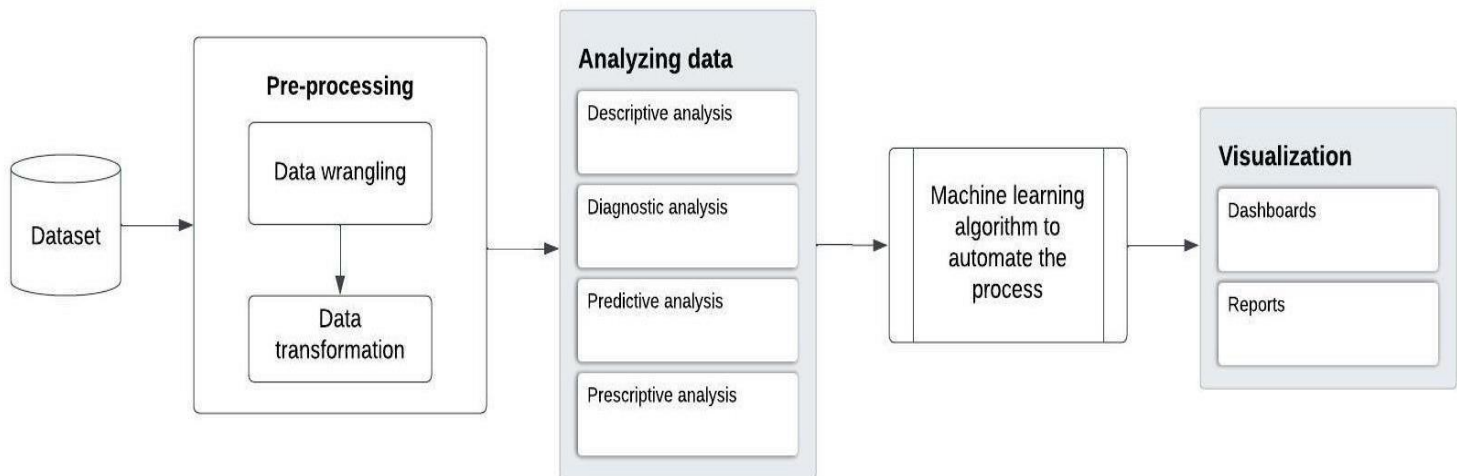 Dataset
Pre-processing
Data wrangling
Data
transformation
Analyzing data
Descriptive analysis
Diagnostic analysis
Predictive analysis
Prescriptive analysis
Machine learning
algorithm to
automate the
process
Visualization
Dashboards
Reports